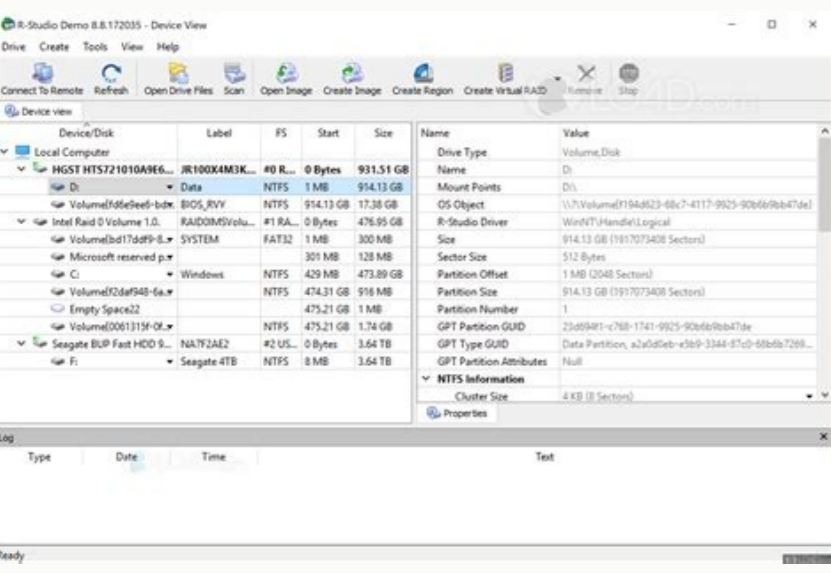 R-Studio Demo 8.8.172035 - Device View
Drive Create Tools View Help
Connect To Remote Refresh Open Drive Files Scan Open Image Create Image Create Region Create Virtual RAID Remove Stop
LO4D.com
Device view
Device/Disk Label FS Start Size
Local Computer
HGST HTS721010A9E6... JR100X4M3K... #0 R... 0 Bytes 931.51 GB
D: Data NTFS 1 MB 914.13 GB
BIOS_RVY NTFS 914.13 GB 17.38 GB
Intel Raid 0 Volume 1.0. RAID0IMSVolu... #1 RA... 0 Bytes 476.95 GB
SYSTEM FAT32 1 MB 300 MB
Microsoft reserved p... 301 MB 128 MB
C: Windows NTFS 429 MB 473.89 GB
NTFS 474.31 GB 916 MB
Empty Space22 475.21 GB 1 MB
NTFS 475.21 GB 1.74 GB
Seagate BUP Fast HDD 9... NA7F2AE2 #2 US... 0 Bytes 3.64 TB
F: Seagate 4TB NTFS 8 MB 3.64 TB
Name Value
Drive Type Volume,Disk
Name D:
Mount Points D:\
OS Object
R-Studio Driver WinNT\Handle\Logical
Size 914.13 GB (1917073408 Sectors)
Sector Size 512 Bytes
Partition Offset 1 MB (2048 Sectors)
Partition Size 914.13 GB (1917073408 Sectors)
Partition Number 1
GPT Partition GUID
GPT Type GUID Data Partition,
GPT Partition Attributes Null
NTFS Information
Cluster Size 4 KB (8 Sectors)
Properties
Log
Type Date Time Text
Ready